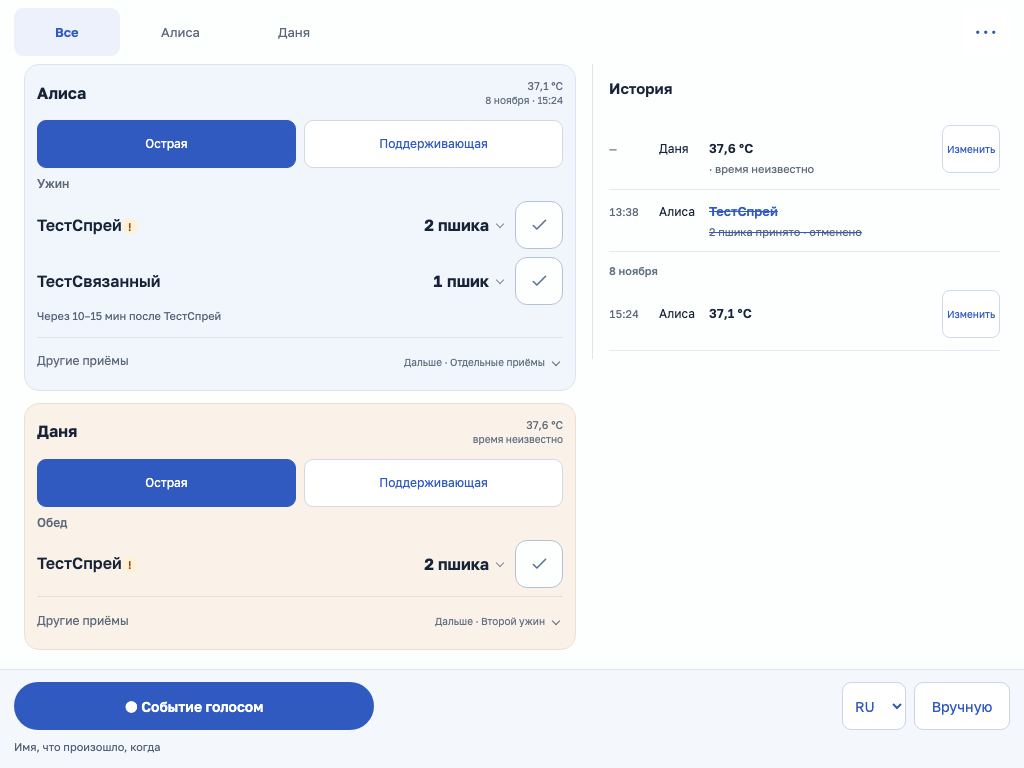 Все
Алиса
Даня
Алиса
37,1 °C
8 ноября · 15:24
Острая
Поддерживающая
Ужин
ТестСпрей !
2 пшика
ТестСвязанный
1 пшик
Через 10–15 мин после ТестСпрей
Другие приёмы
Дальше · Отдельные приёмы
Даня
37,6 °C
время неизвестно
Острая
Поддерживающая
Обед
ТестСпрей !
2 пшика
Другие приёмы
Дальше · Второй ужин
История
— Даня 37,6 °C
· время неизвестно
Изменить
13:38 Алиса ТестСпрей
2 пшика принято · отменено
8 ноября
15:24 Алиса 37,1 °C
Изменить
Событие голосом
Имя, что произошло, когда
RU
Вручную